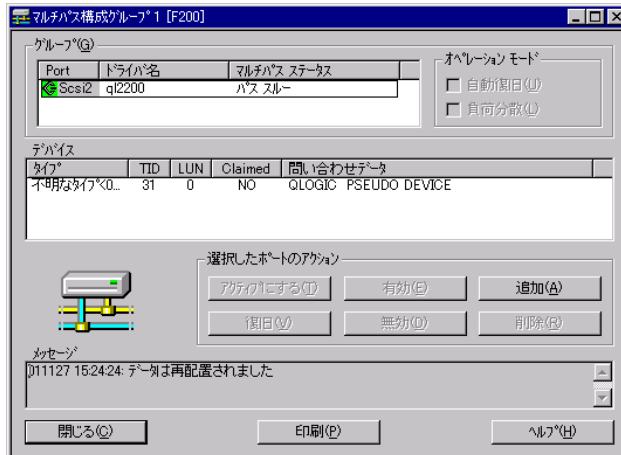 マルチパス構成グループ 1 [F200]
グループ(G)
Port ドライバ名 マルチパス ステータス
Scsi2 ql2200 パス スルー
オペレーション モード
自動復旧(U)
負荷分散(L)
デバイス
タイプ TID LUN Claimed 問い合わせデータ
不明なタイプ<0... 31 0 NO QLOGIC PSEUDO DEVICE
選択したポートのアクション
アクティブにする(T) 有効(E) 追加(A)
復旧(V) 無効(D) 削除(R)
メッセージ
011127 15:24:24: データは再配置されました
閉じる(C) 印刷(P) ヘルプ(H)